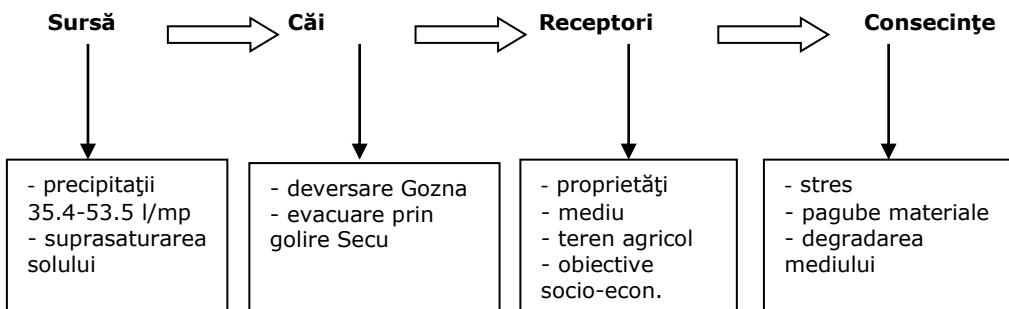 Sursă
Căi
Receptori
Consecinţe
- precipitaţii
35.4-53.5 l/mp
- suprasaturarea
solului
- deversare Gozna
- evacuare prin
golire Secu
- proprietăţi
- mediu
- teren agricol
- obiective
socio-econ.
- stres
- pagube materiale
- degradarea
mediului